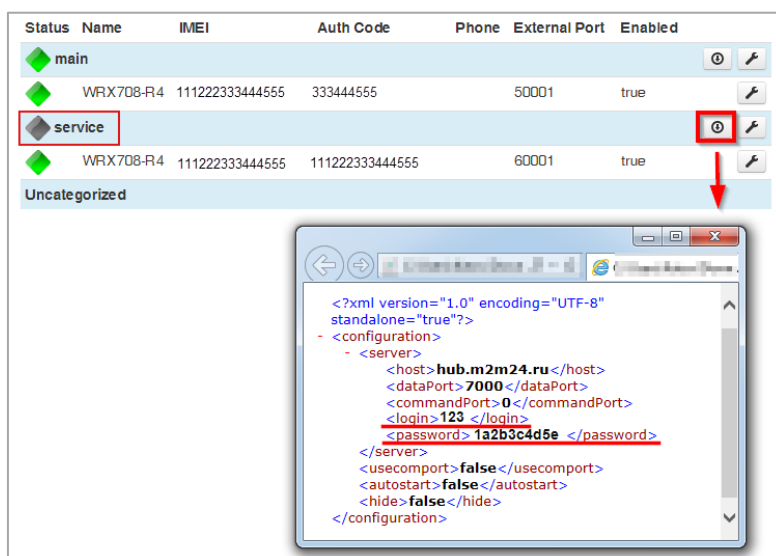 Status Name IMEI Auth Code Phone External Port Enabled
main
WRX708-R4 111222333444555 333444555 50001 true
service
WRX708-R4 111222333444555 111222333444555 60001 true
Uncategorized
<?xml version="1.0" encoding="UTF-8"
standalone="true"?>
- <configuration>
- <server>
<host>hub.m2m24.ru</host>
<dataPort>7000</dataPort>
<commandPort>0</commandPort>
<login>123 </login>
<password> 1a2b3c4d5e </password>
</server>
<usecomport>false</usecomport>
<autostart>false</autostart>
<hide>false</hide>
</configuration>